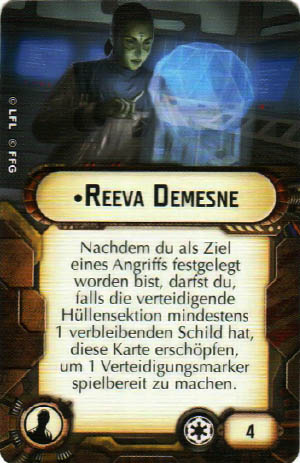 © LFL © FFG
•REEVA DEMESNE
Nachdem du als Ziel
eines Angriffs festgelegt
worden bist, darfst du,
falls die verteidigende
Hüllensektion mindestens
1 verbleibenden Schild hat,
diese Karte erschöpfen,
um 1 Verteidigungsmarker
spielbereit zu machen.
4